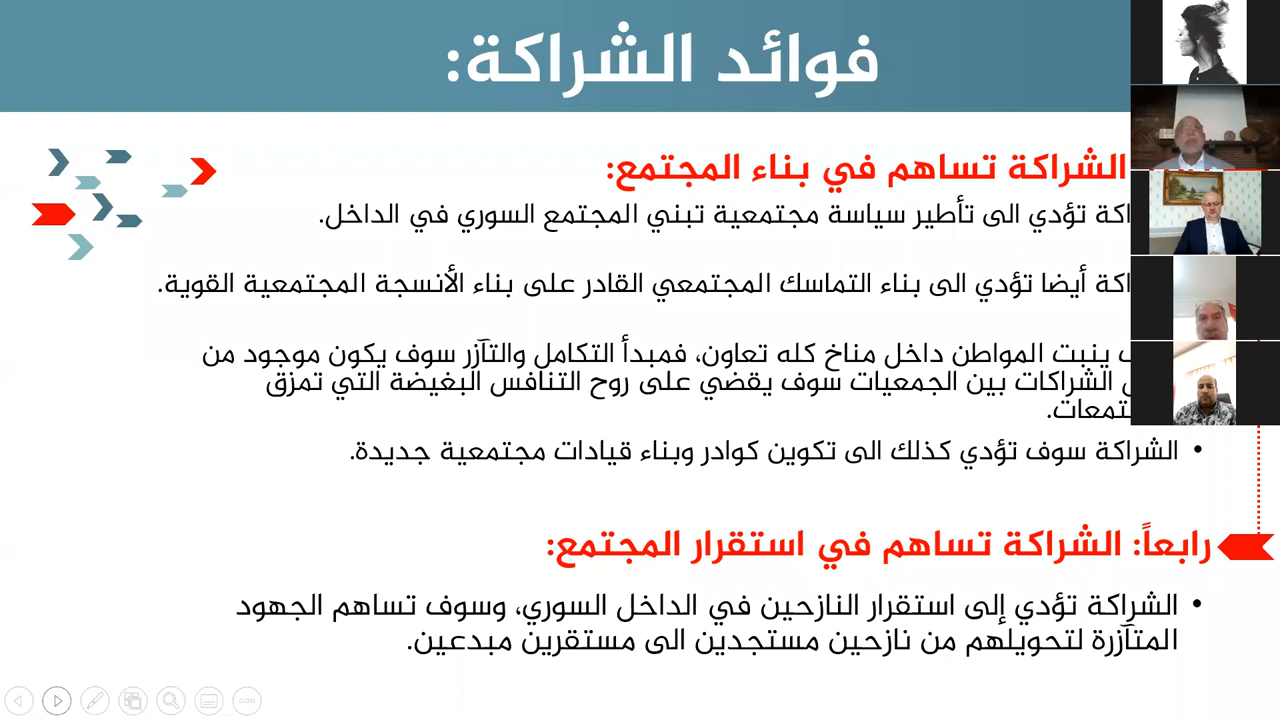 فوائد الشراكة:
الشراكة تساهم في بناء المجتمع:
تؤدي الى تأطير سياسة مجتمعية تبني المجتمع السوري في الداخل.
أيضا تؤدي الى بناء التماسك المجتمعي القادر على بناء الأنسجة المجتمعية القوية.
ينبت المواطن داخل مناخ كله تعاون، فمبدأ التكامل والتآزر سوف يكون موجود من
الشراكات بين الجمعيات سوف يقضي على روح التنافس البغيضة التي تمزق
• الشراكة سوف تؤدي كذلك الى تكوين كوادر وبناء قيادات مجتمعية جديدة.
رابعاً: الشراكة تساهم في استقرار المجتمع:
• الشراكة تؤدي إلى استقرار النازحين في الداخل السوري، وسوف تساهم الجهود
المتآزرة لتحويلهم من نازحين مستجدين الى مستقرين مبدعين.